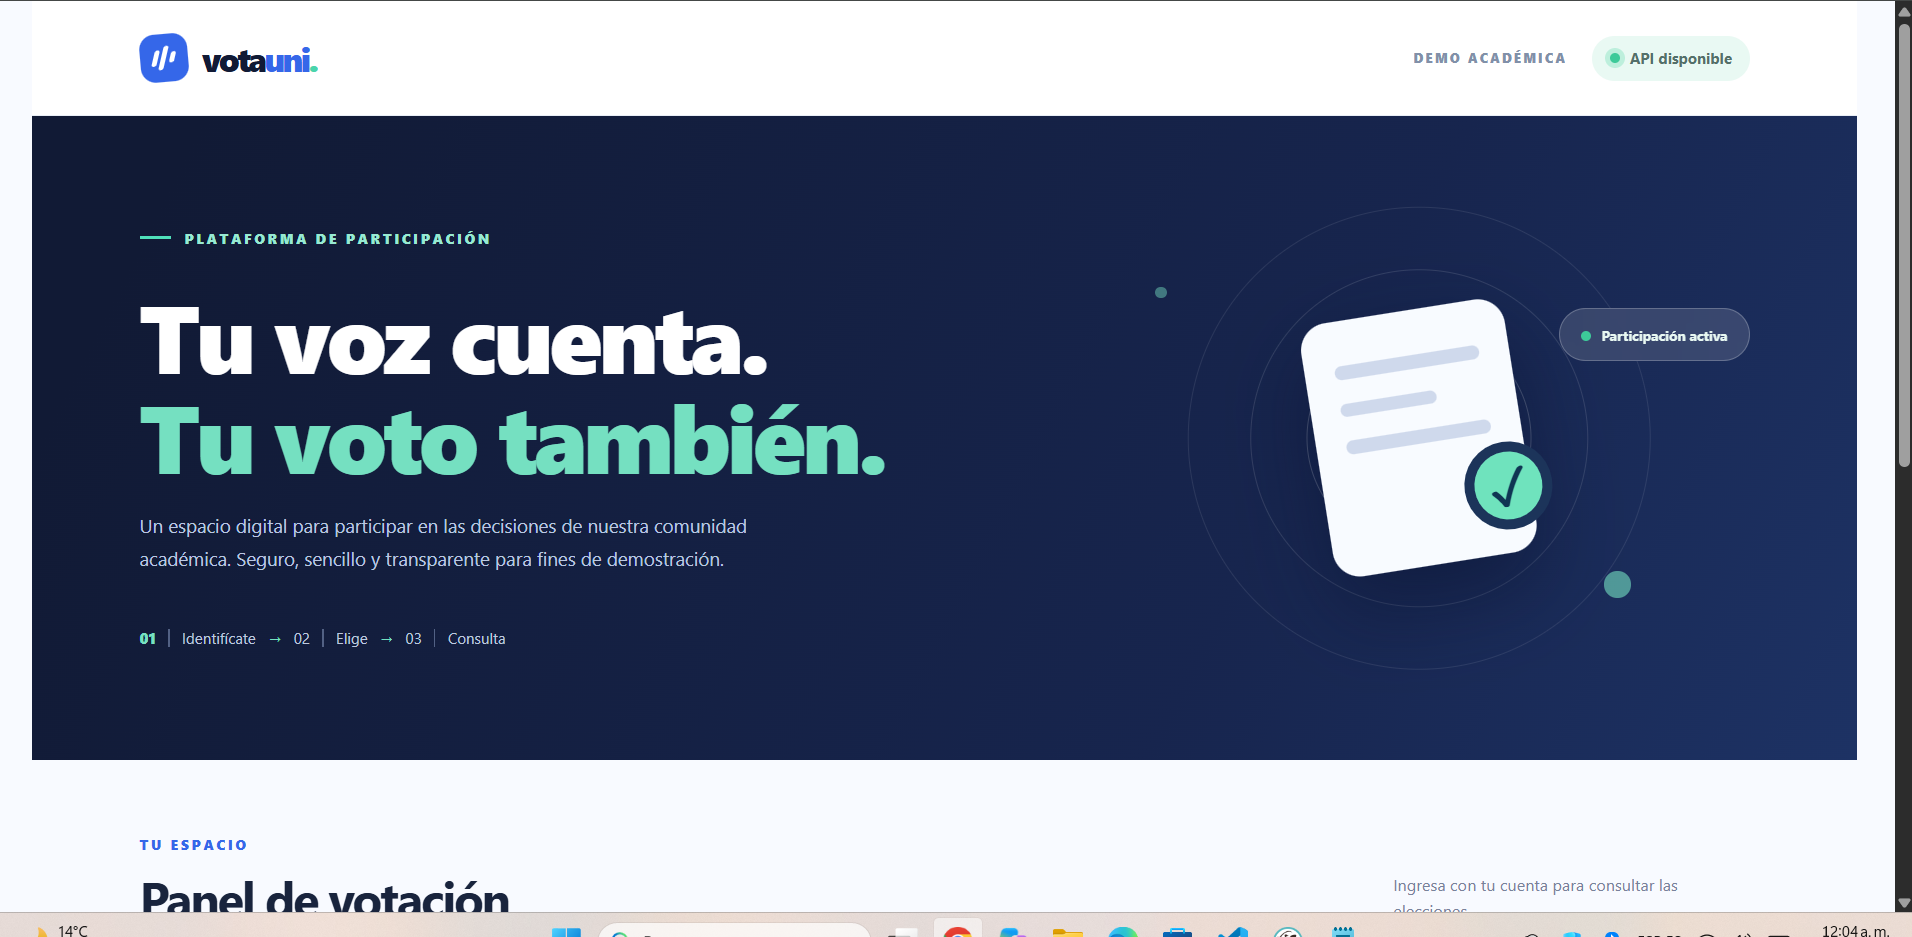 votauni.
DEMO ACADÉMICA
API disponible
PLATAFORMA DE PARTICIPACIÓN
Tu voz cuenta.
Tu voto también.
Participación activa
Un espacio digital para participar en las decisiones de nuestra comunidad
académica. Seguro, sencillo y transparente para fines de demostración.
01 | Identifícate → 02 | Elige → 03 | Consulta
TU ESPACIO
Panel de votación
Ingresa con tu cuenta para consultar las
elecciones
14°C
12:04 a. m.